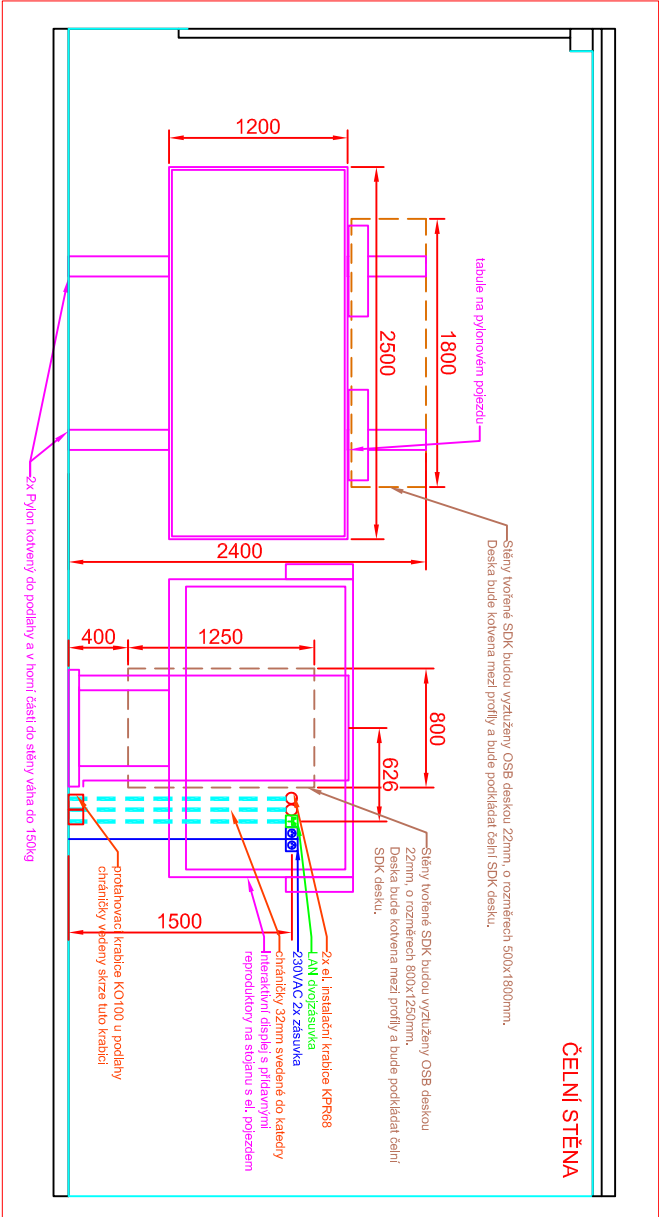 ČELNÍ STĚNA
Stěny tvořené SDK budou vyztuženy OSB deskou 22mm, o rozměrech 500x1800mm.
Deska bude kotvena mezi profily a bude podkládat čelní SDK desku.
tabule na pylonovém pojezdu
1800
2500
1200
2400
Stěny tvořené SDK budou vyztuženy OSB deskou
22mm, o rozměrech 800x1250mm.
Deska bude kotvena mezi profily a bude podkládat čelní
SDK desku.
800
626
1250
400
1500
2x el. instalační krabice KPR68
LAN dvojzásuvka
230VAC 2x zásuvka
chráničky 32mm svedené do katedry
Interaktivní displej s přídavnými
reproduktory na stojanu s el. pojezdem
protahovací krabice KO100 u podlahy
chráničky vedeny skrze tuto krabici
2x Pylon kotvený do podlahy a v horní části do stěny váha do 150kg